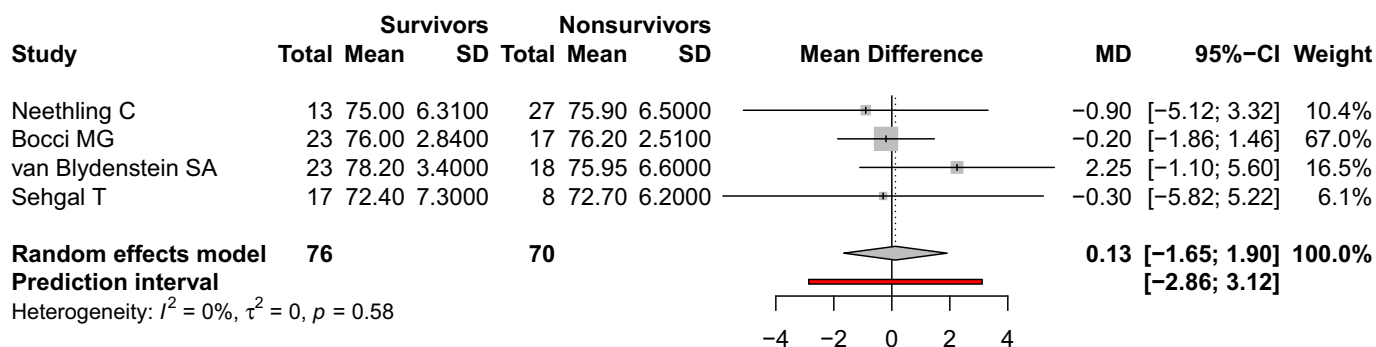 Survivors Nonsurvivors
Study Total Mean SD Total Mean SD Mean Difference MD 95%−CI Weight
Neethling C 13 75.00 6.3100 27 75.90 6.5000 −0.90 [−5.12; 3.32] 10.4%
Bocci MG 23 76.00 2.8400 17 76.20 2.5100 −0.20 [−1.86; 1.46] 67.0%
van Blydenstein SA 23 78.20 3.4000 18 75.95 6.6000 2.25 [−1.10; 5.60] 16.5%
Sehgal T 17 72.40 7.3000 8 72.70 6.2000 −0.30 [−5.82; 5.22] 6.1%
Random effects model 76 70 0.13 [−1.65; 1.90] 100.0%
Prediction interval [−2.86; 3.12]
Heterogeneity: I² = 0%, τ² = 0, p = 0.58
−4 −2 0 2 4